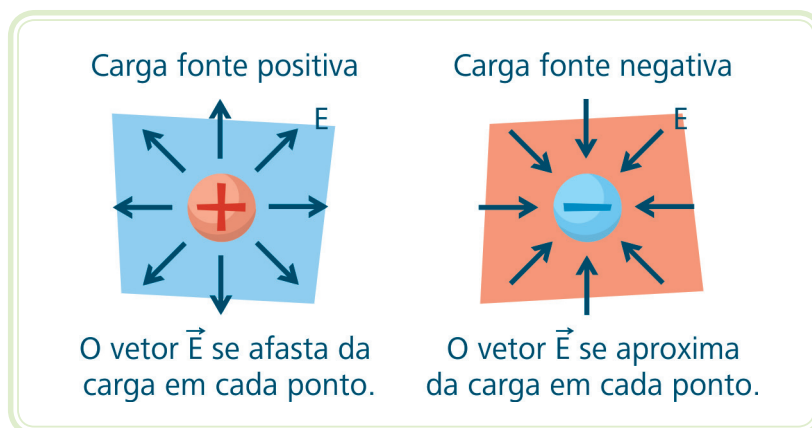 Carga fonte positiva
E
O vetor E⃗ se afasta da
carga em cada ponto.
Carga fonte negativa
E
O vetor E⃗ se aproxima
da carga em cada ponto.